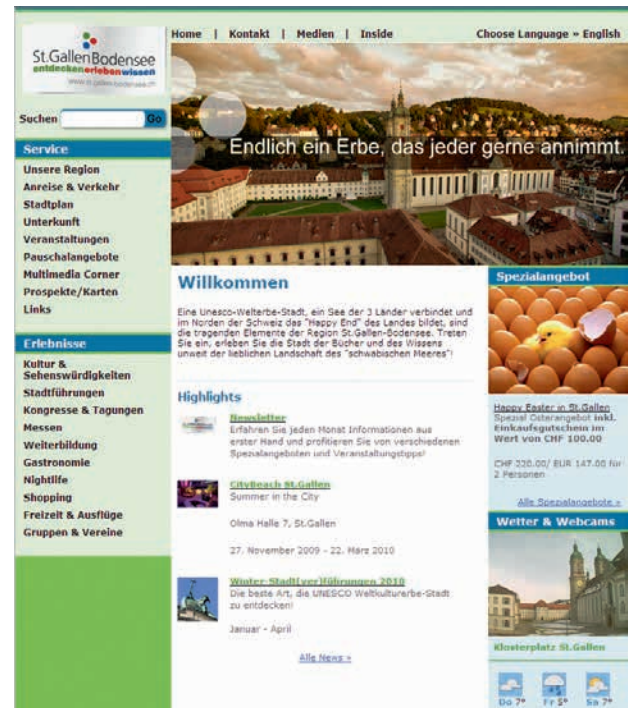 St.GallenBodensee
entdeckenerlebenwissen
www.st.gallen-bodensee.ch
Home | Kontakt | Medien | Inside
Choose Language » English
Suchen Go
Endlich ein Erbe, das jeder gerne annimmt.
Service
Unsere Region
Anreise & Verkehr
Stadtplan
Unterkunft
Veranstaltungen
Pauschalangebote
Multimedia Corner
Prospekte/Karten
Links
Erlebnisse
Kultur &
Sehenswürdigkeiten
Stadtführungen
Kongresse & Tagungen
Messen
Weiterbildung
Gastronomie
Nightlife
Shopping
Freizeit & Ausflüge
Gruppen & Vereine
Willkommen
Eine Unesco-Welterbe-Stadt, ein See der 3 Länder verbindet und
im Norden der Schweiz das "Happy End" des Landes bildet, sind
die tragenden Elemente der Region St.Gallen-Bodensee. Treten
Sie ein, erleben Sie die Stadt der Bücher und des Wissens
unweit der lieblichen Landschaft des "schwäbischen Meeres"!
Highlights
Newsletter
Erfahren Sie jeden Monat Informationen aus
erster Hand und profitieren Sie von verschiedenen
Spezialangeboten und Veranstaltungstipps!
CityBeach St.Gallen
Summer in the City
Olma Halle 7, St.Gallen
27. November 2009 - 22. März 2010
Winter-Stadt(ver)führungen 2010
Die beste Art, die UNESCO Weltkulturerbe-Stadt
zu entdecken!
Januar - April
Alle News »
Spezialangebot
Happy Easter in St.Gallen
Spezial Osterangebot inkl.
Einkaufsgutschein im
Wert von CHF 100.00
CHF 220.00/ EUR 147.00 für
2 Personen
Alle Spezialangebote »
Wetter & Webcams
Klosterplatz St.Gallen
Do 7° Fr 5° Sa 7°